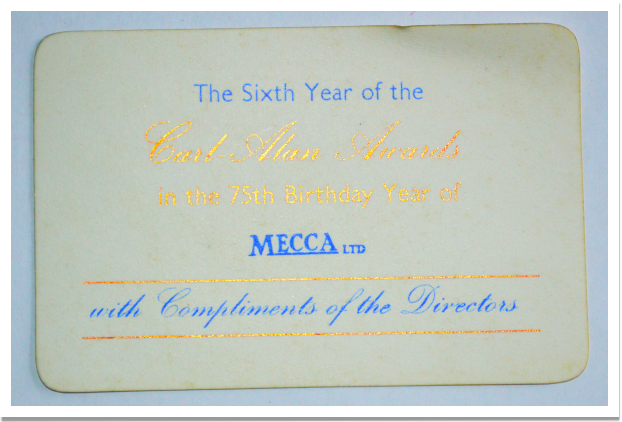 The Sixth Year of the
Carl-Alan Awards
in the 75th Birthday Year of
MECCA LTD
with Compliments of the Directors